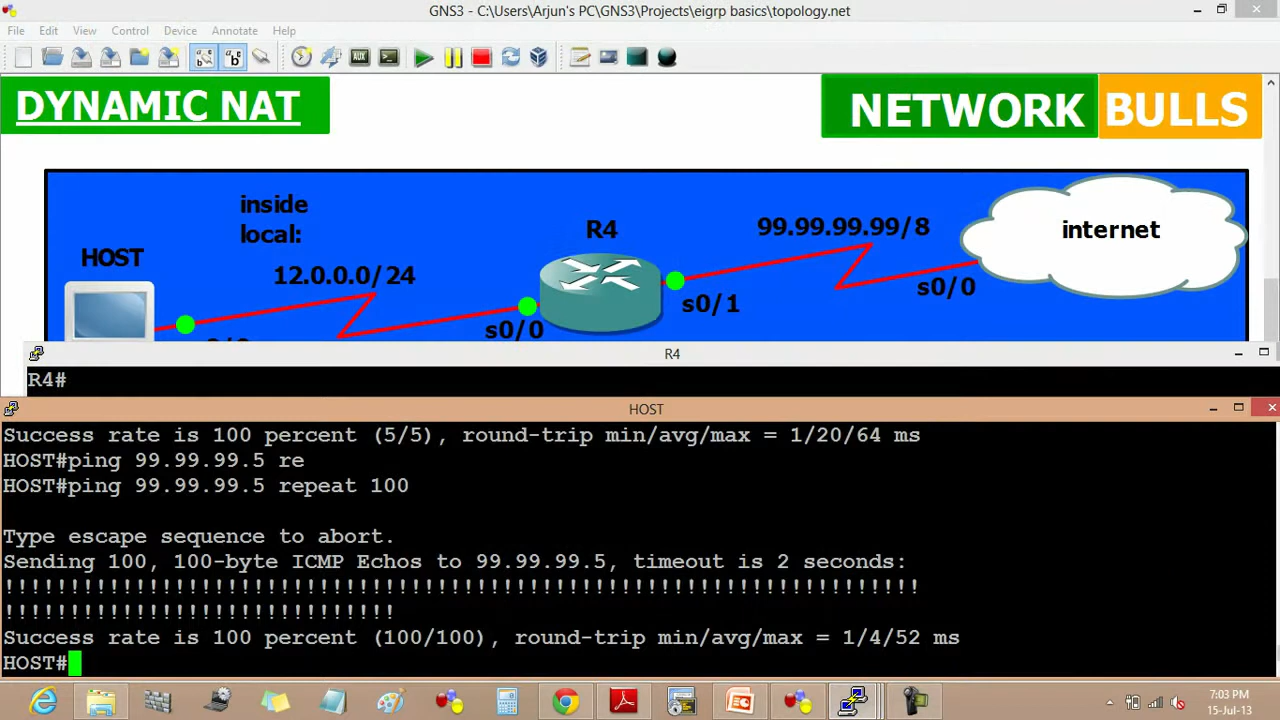 GNS3 - C:\Users\Arjun's PC\GNS3\Projects\eigrp basics\topology.net
File Edit View Control Device Annotate Help
AUX
DYNAMIC NAT
NETWORK BULLS
inside
local:
HOST
12.0.0.0/24
R4
99.99.99.99/8
internet
s0/0
s0/1
s0/0
R4
R4#
HOST
Success rate is 100 percent (5/5), round-trip min/avg/max = 1/20/64 ms
HOST#ping 99.99.99.5 re
HOST#ping 99.99.99.5 repeat 100
Type escape sequence to abort.
Sending 100, 100-byte ICMP Echos to 99.99.99.5, timeout is 2 seconds:
!!!!!!!!!!!!!!!!!!!!!!!!!!!!!!!!!!!!!!!!!!!!!!!!!!!!!!!!!!!!!!!!!!!!!!
!!!!!!!!!!!!!!!!!!!!!!!!!!!!!!
Success rate is 100 percent (100/100), round-trip min/avg/max = 1/4/52 ms
HOST#
7:03 PM
15-Jul-13